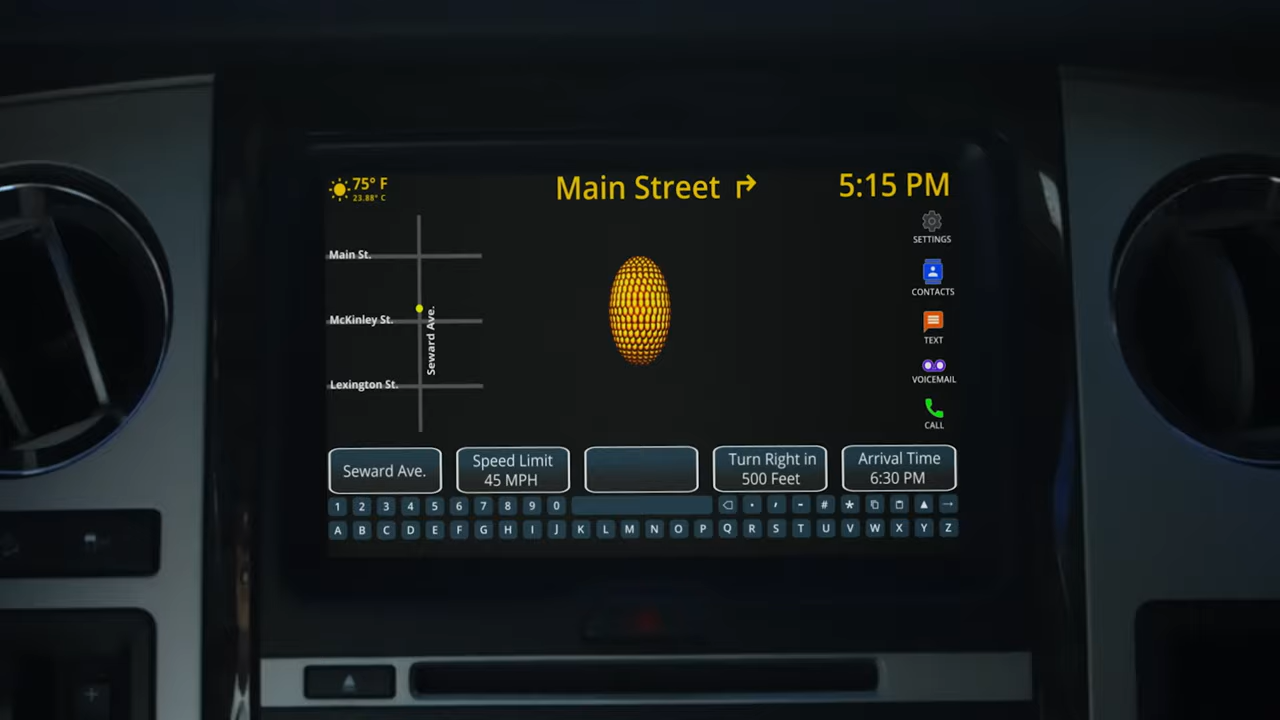 75° F
23.88° C
Main Street
5:15 PM
SETTINGS
Main St.
CONTACTS
McKinley St.
Seward Ave.
TEXT
VOICEMAIL
Lexington St.
CALL
Seward Ave.
Speed Limit
45 MPH
Turn Right in
500 Feet
Arrival Time
6:30 PM
1 2 3 4 5 6 7 8 9 0 . , - # *
A B C D E F G H I J K L M N O P Q R S T U V W X Y Z